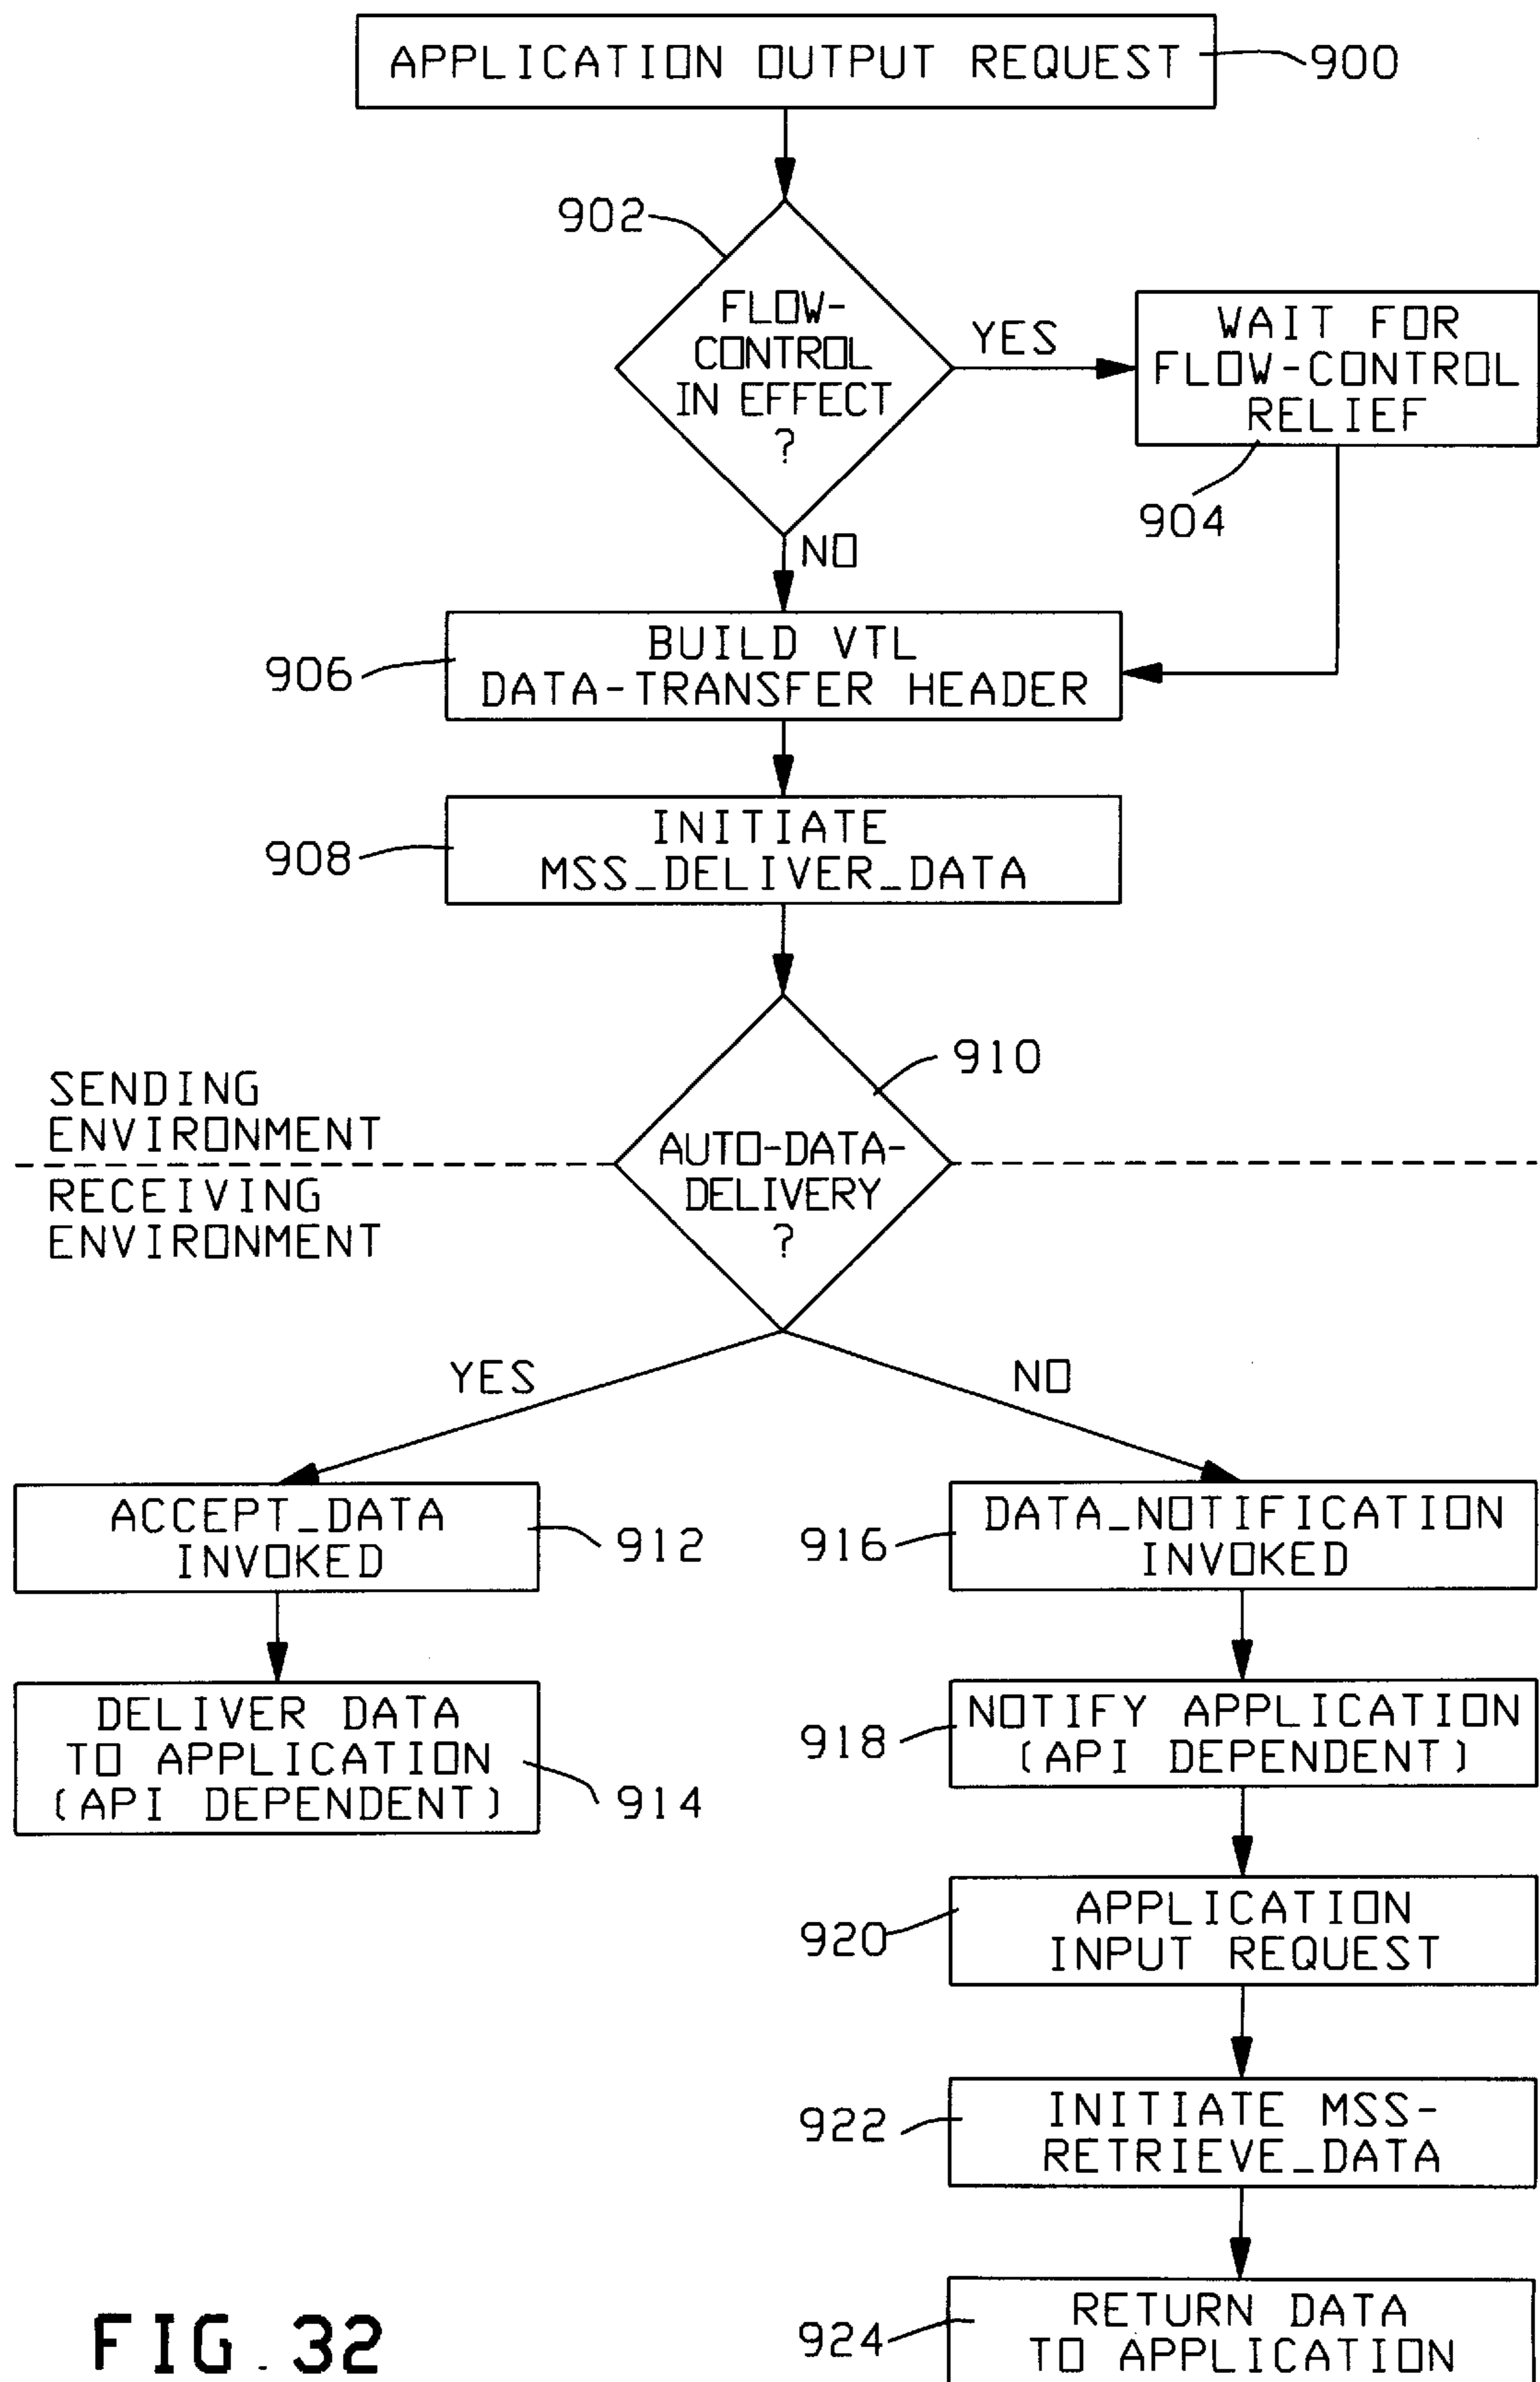 APPLICATION OUTPUT REQUEST
900
902
FLOW-
CONTROL
IN EFFECT
?
YES
WAIT FOR
FLOW-CONTROL
RELIEF
904
NO
906
BUILD VTL
DATA-TRANSFER HEADER
908
INITIATE
MSS_DELIVER_DATA
910
SENDING
ENVIRONMENT
AUTO-DATA-
DELIVERY
?
RECEIVING
ENVIRONMENT
YES
NO
ACCEPT_DATA
INVOKED
912
916
DATA_NOTIFICATION
INVOKED
DELIVER DATA
TO APPLICATION
(API DEPENDENT)
914
918
NOTIFY APPLICATION
(API DEPENDENT)
920
APPLICATION
INPUT REQUEST
922
INITIATE MSS-
RETRIEVE_DATA
924
RETURN DATA
TO APPLICATION
FIG. 32